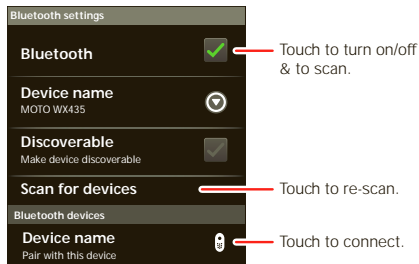 Bluetooth settings
Bluetooth
Touch to turn on/off
& to scan.
Device name
MOTO WX435
Discoverable
Make device discoverable
Scan for devices
Touch to re-scan.
Bluetooth devices
Device name
Touch to connect.
Pair with this device